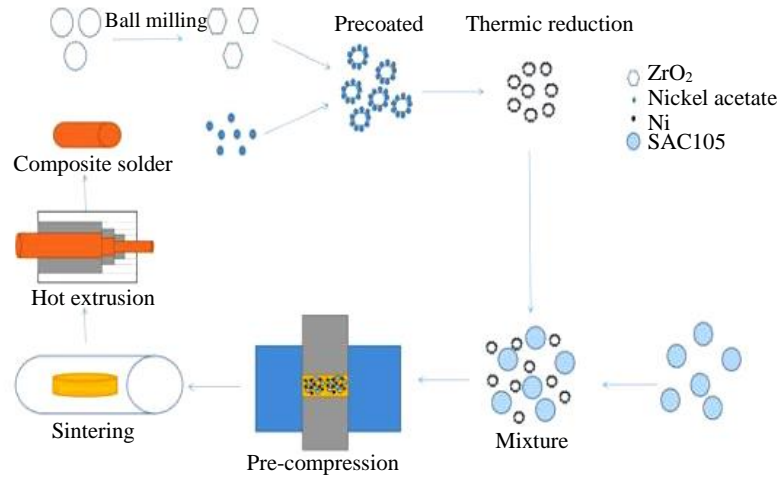 Ball milling
Precoated
Thermic reduction
ZrO₂
Nickel acetate
Ni
SAC105
Composite solder
Hot extrusion
Sintering
Pre-compression
Mixture